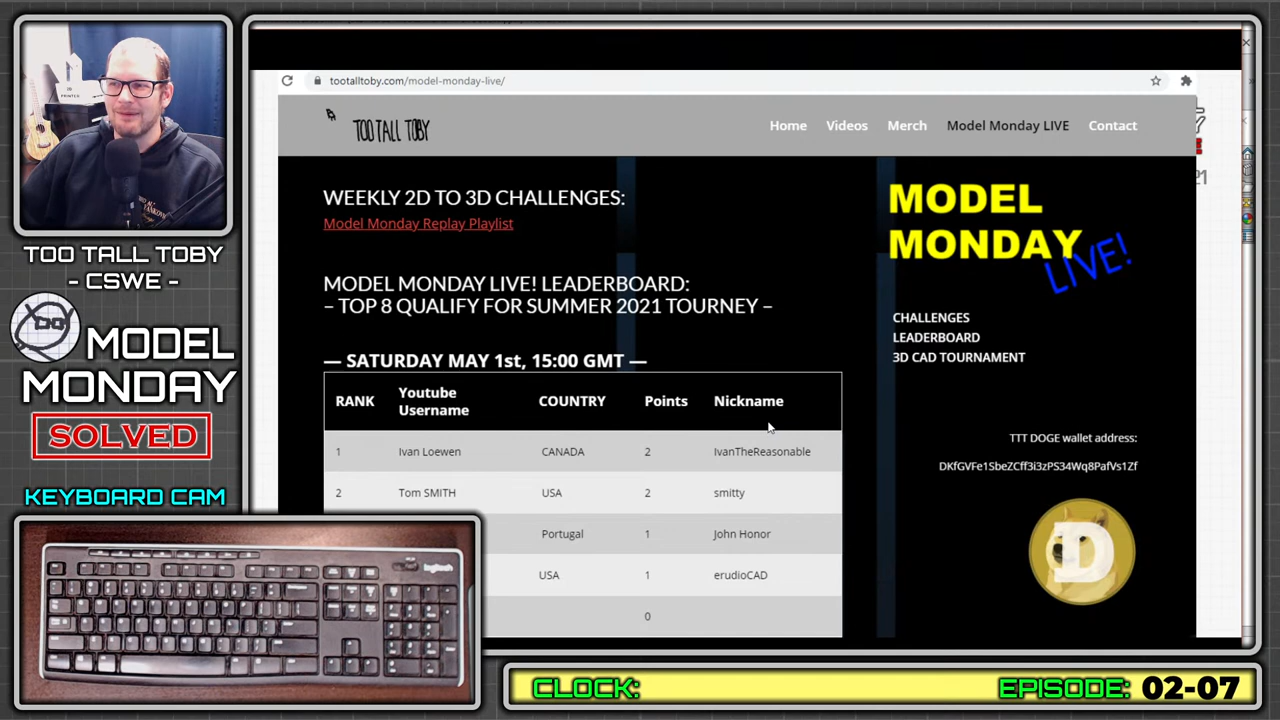 tootalltoby.com/model-monday-live/
TOO TALL TOBY
Home Videos Merch Model Monday LIVE Contact
WEEKLY 2D TO 3D CHALLENGES:
Model Monday Replay Playlist
MODEL MONDAY LIVE! LEADERBOARD:
– TOP 8 QUALIFY FOR SUMMER 2021 TOURNEY –
— SATURDAY MAY 1st, 15:00 GMT —
RANK Youtube Username COUNTRY Points Nickname
1 Ivan Loewen CANADA 2 IvanTheReasonable
2 Tom SMITH USA 2 smitty
Portugal 1 John Honor
USA 1 erudioCAD
0
MODEL
MONDAY
LIVE!
CHALLENGES
LEADERBOARD
3D CAD TOURNAMENT
TTT DOGE wallet address:
DKfGVFe1SbeZCff3i3zPS34Wq8PafVs1Zf
D
TOO TALL TOBY
- CSWE -
MODEL
MONDAY
SOLVED
KEYBOARD CAM
logitech
CLOCK:
EPISODE: 02-07